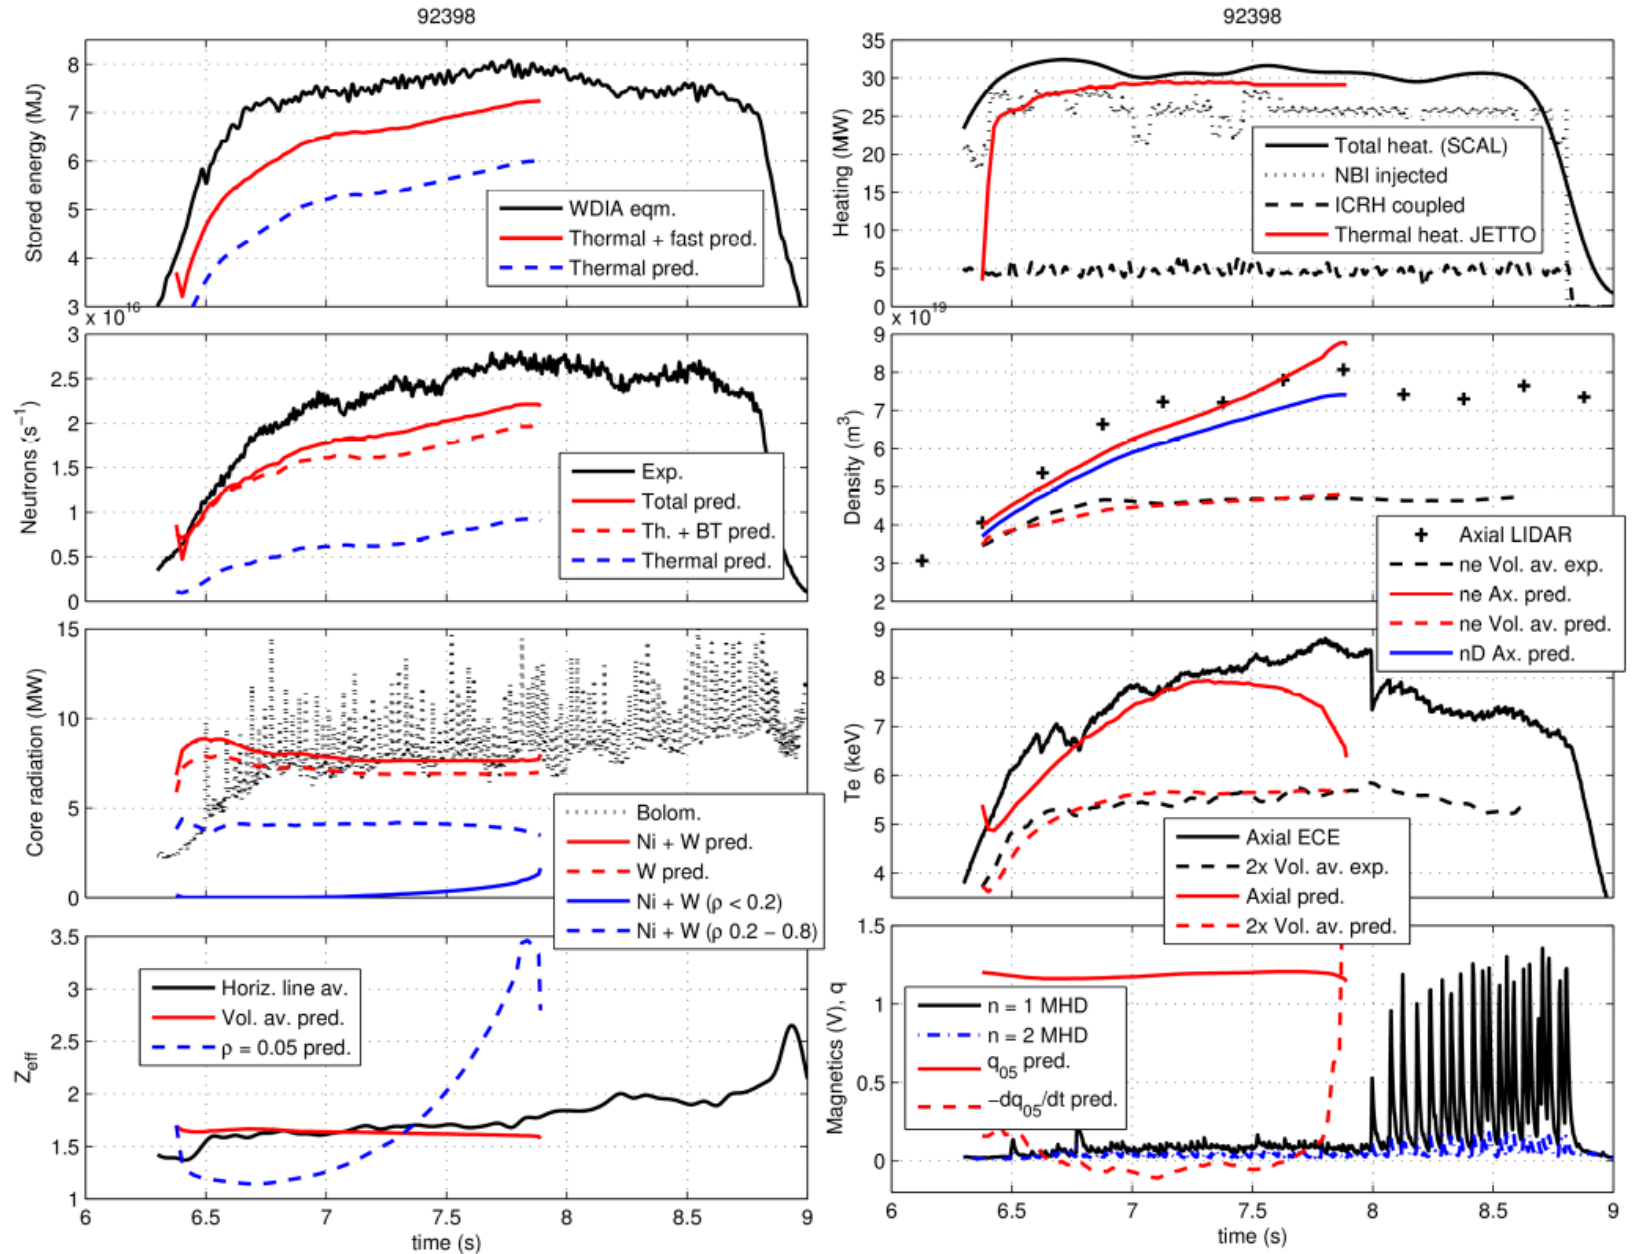 92398
8
7
6
5
4
3
Stored energy (MJ)
WDIA eqm.
Thermal + fast pred.
Thermal pred.
x 10^16
3
2.5
2
1.5
1
0.5
0
Neutrons (s^-1)
Exp.
Total pred.
Th. + BT pred.
Thermal pred.
15
10
5
0
Core radiation (MW)
Bolom.
Ni + W pred.
W pred.
Ni + W (ρ < 0.2)
Ni + W (ρ 0.2 − 0.8)
3.5
3
2.5
2
1.5
1
Z_eff
Horiz. line av.
Vol. av. pred.
ρ = 0.05 pred.
6 6.5 7 7.5 8 8.5 9
time (s)
92398
35
30
25
20
15
10
5
0
Heating (MW)
Total heat. (SCAL)
NBI injected
ICRH coupled
Thermal heat. JETTO
x 10^19
9
8
7
6
5
4
3
2
Density (m^3)
Axial LIDAR
ne Vol. av. exp.
ne Ax. pred.
ne Vol. av. pred.
nD Ax. pred.
9
8
7
6
5
4
Te (keV)
Axial ECE
2x Vol. av. exp.
Axial pred.
2x Vol. av. pred.
1.5
1
0.5
0
Magnetics (V), q
n = 1 MHD
n = 2 MHD
q_05 pred.
−dq_05/dt pred.
6 6.5 7 7.5 8 8.5 9
time (s)